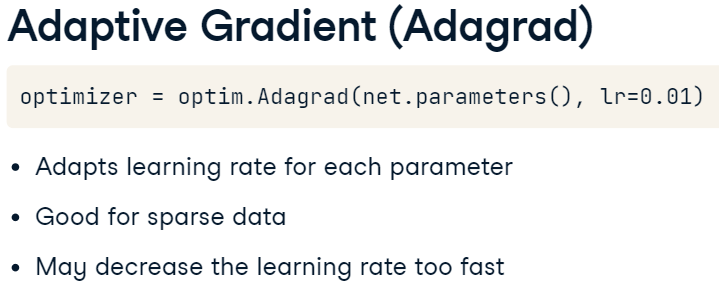 Adaptive Gradient (Adagrad)
optimizer = optim.Adagrad(net.parameters(), lr=0.01)
• Adapts learning rate for each parameter
• Good for sparse data
• May decrease the learning rate too fast